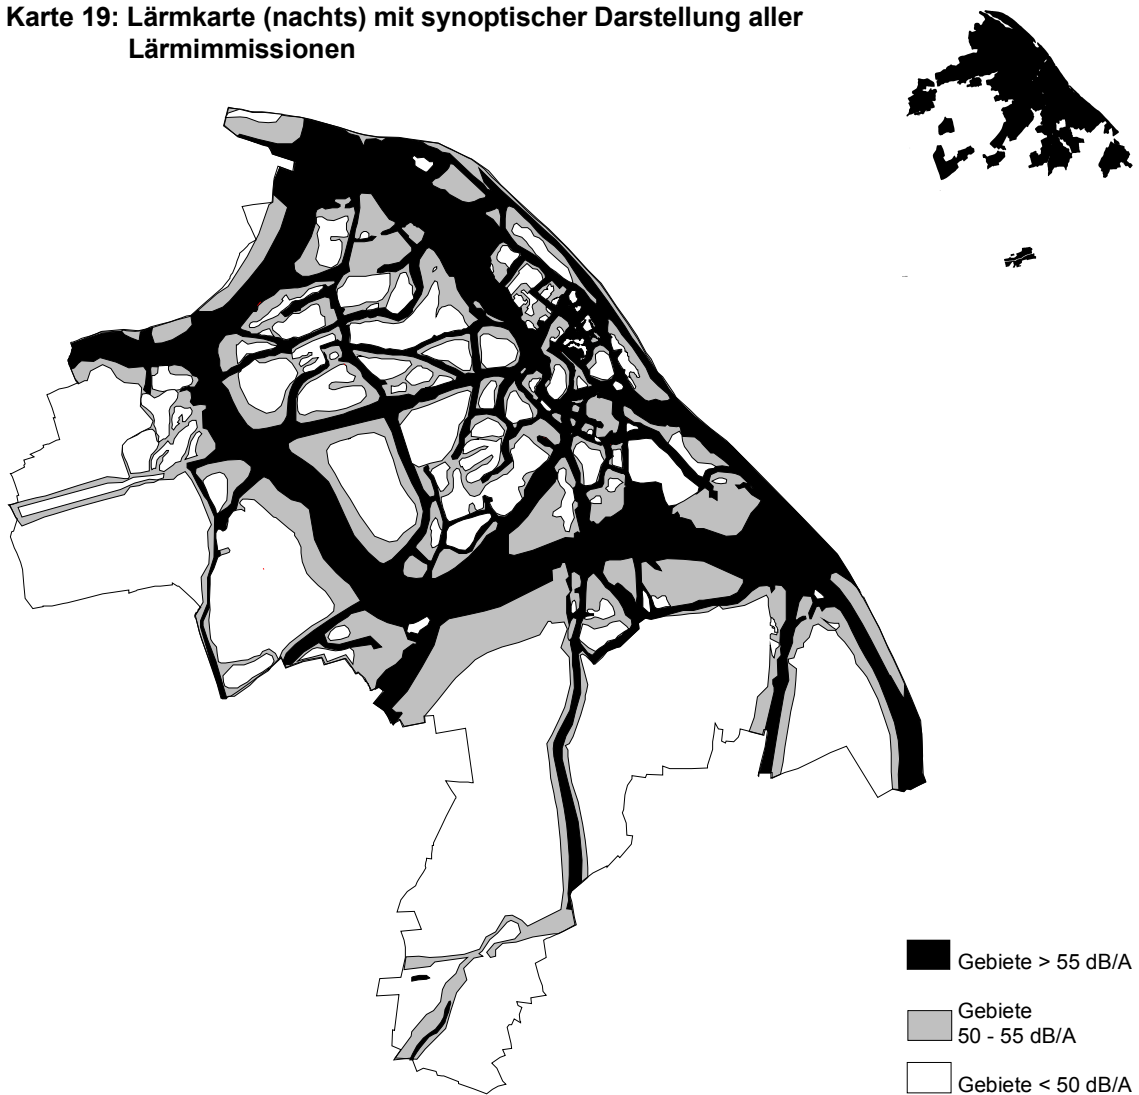 Karte 19: Lärmkarte (nachts) mit synoptischer Darstellung aller
Lärmimmissionen
Gebiete > 55 dB/A
Gebiete
50 - 55 dB/A
Gebiete < 50 dB/A